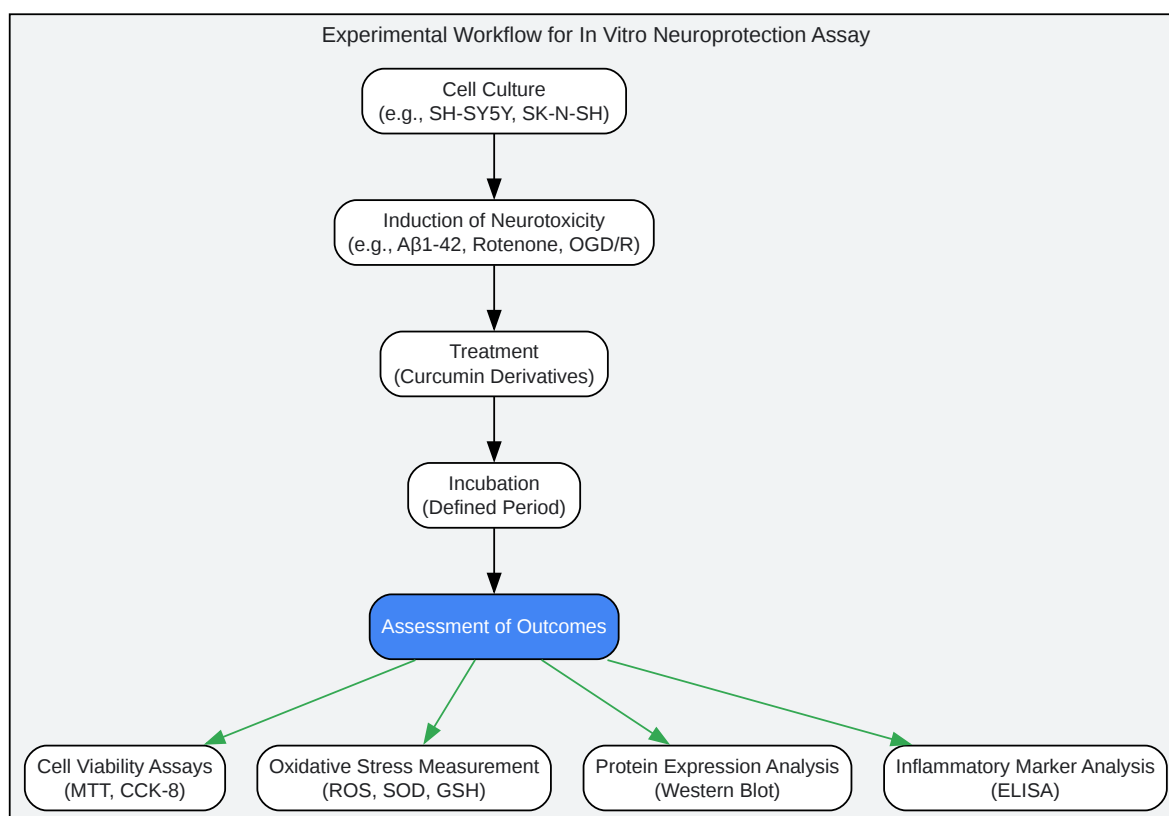 Experimental Workflow for In Vitro Neuroprotection Assay
Cell Culture
(e.g., SH-SY5Y, SK-N-SH)
Induction of Neurotoxicity
(e.g., Aβ1-42, Rotenone, OGD/R)
Treatment
(Curcumin Derivatives)
Incubation
(Defined Period)
Assessment of Outcomes
Cell Viability Assays
(MTT, CCK-8)
Oxidative Stress Measurement
(ROS, SOD, GSH)
Protein Expression Analysis
(Western Blot)
Inflammatory Marker Analysis
(ELISA)